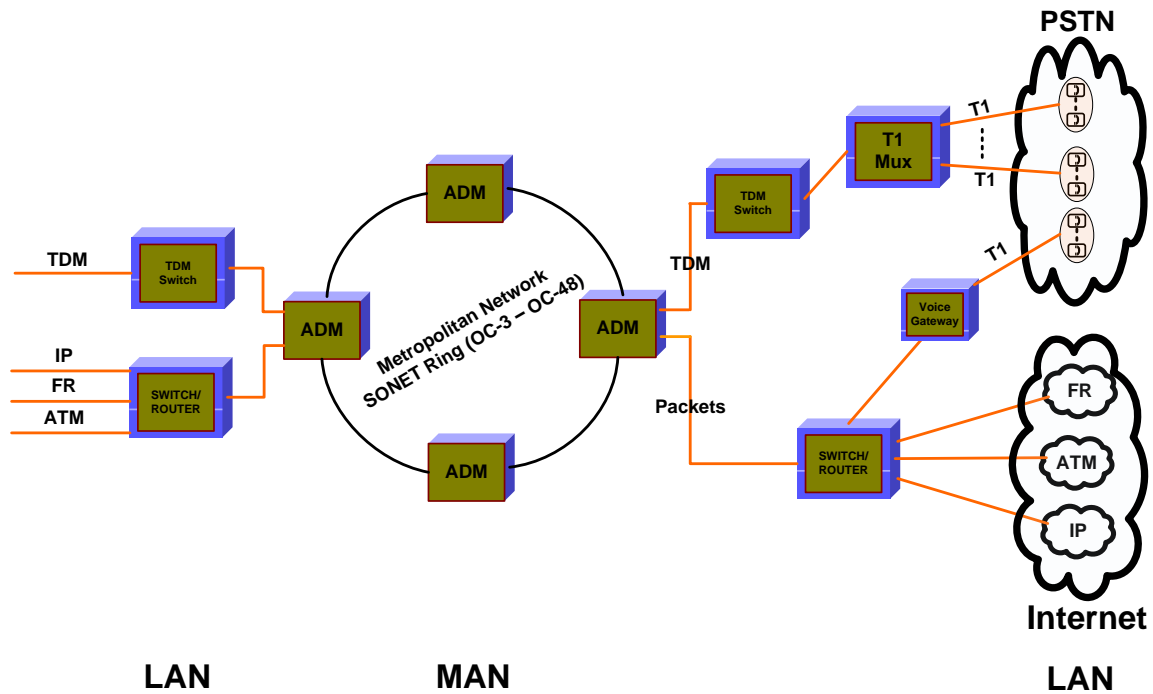 PSTN
T1
T1
Mux
T1
ADM
TDM
Switch
TDM
TDM
Switch
TDM
T1
Metropolitan Network
SONET Ring (OC-3 – OC-48)
ADM
ADM
Voice
Gateway
IP
FR
ATM
SWITCH/
ROUTER
Packets
FR
SWITCH/
ROUTER
ATM
ADM
IP
Internet
LAN
MAN
LAN